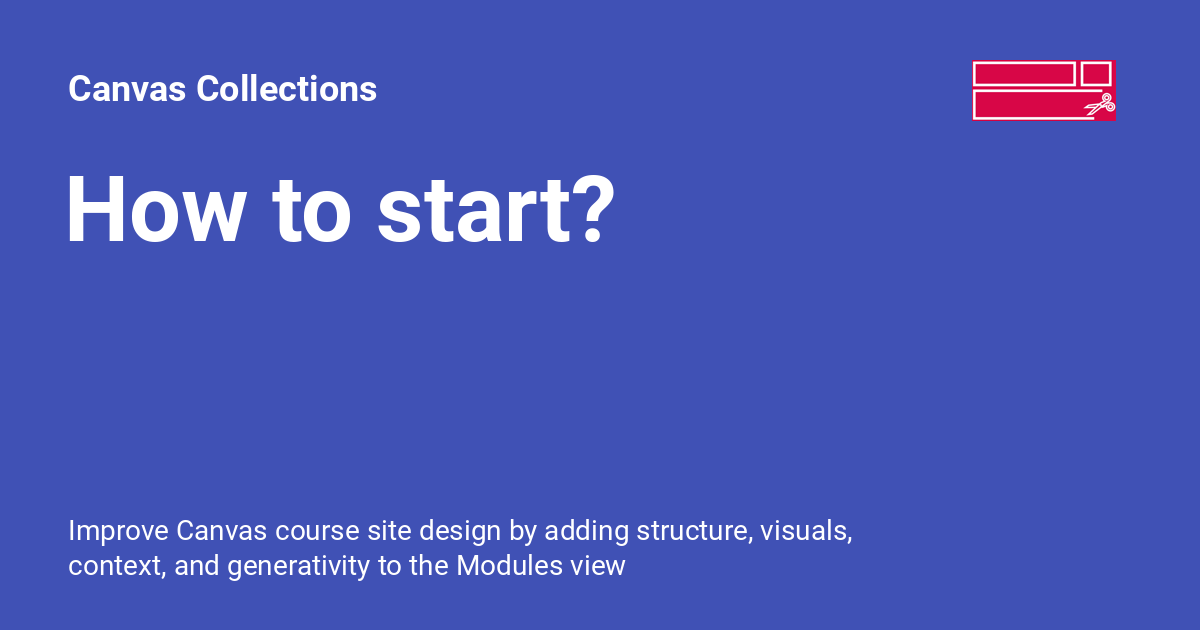 Canvas Collections
How to start?
Improve Canvas course site design by adding structure, visuals,
context, and generativity to the Modules view